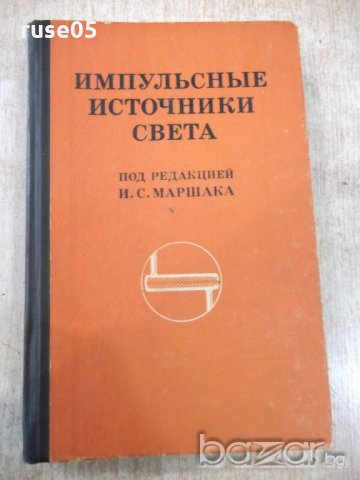 ruse05
ИМПУЛЬСНЫЕ
ИСТОЧНИКИ
СВЕТА
ПОД РЕДАКЦИЕЙ
И. С. МАРШАКА
bazar.bg